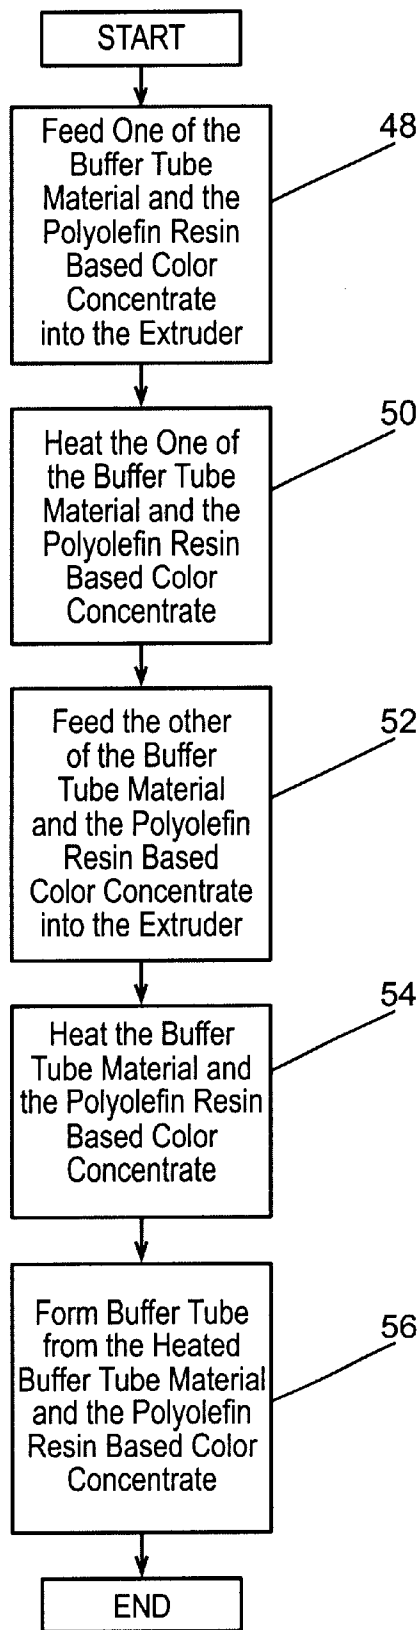 START
Feed One of the
Buffer Tube
Material and the
Polyolefin Resin
Based Color
Concentrate
into the Extruder
48
Heat the One of
the Buffer Tube
Material and the
Polyolefin Resin
Based Color
Concentrate
50
Feed the other
of the Buffer
Tube Material
and the Polyolefin
Resin Based
Color Concentrate
into the Extruder
52
Heat the Buffer
Tube Material and
the Polyolefin Resin
Based Color
Concentrate
54
Form Buffer Tube
from the Heated
Buffer Tube Material
and the Polyolefin
Resin Based Color
Concentrate
56
END